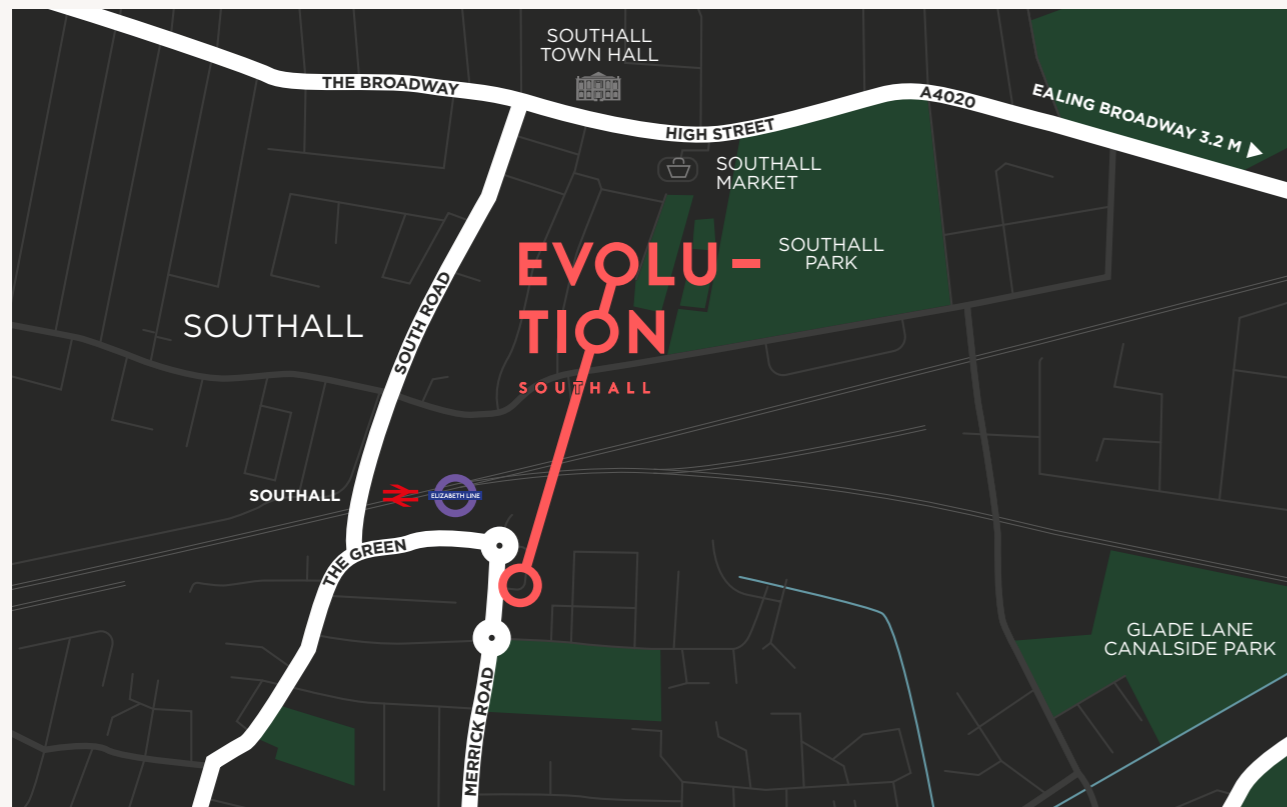 SOUTHALL
TOWN HALL
THE BROADWAY
HIGH STREET
A4020
EALING BROADWAY 3.2 M
SOUTHALL
MARKET
SOUTHALL
PARK
EVOLU-
TION
SOUTHALL
SOUTHALL
SOUTH ROAD
SOUTHALL
ELIZABETH LINE
THE GREEN
GLADE LANE
CANALSIDE PARK
MERRICK ROAD